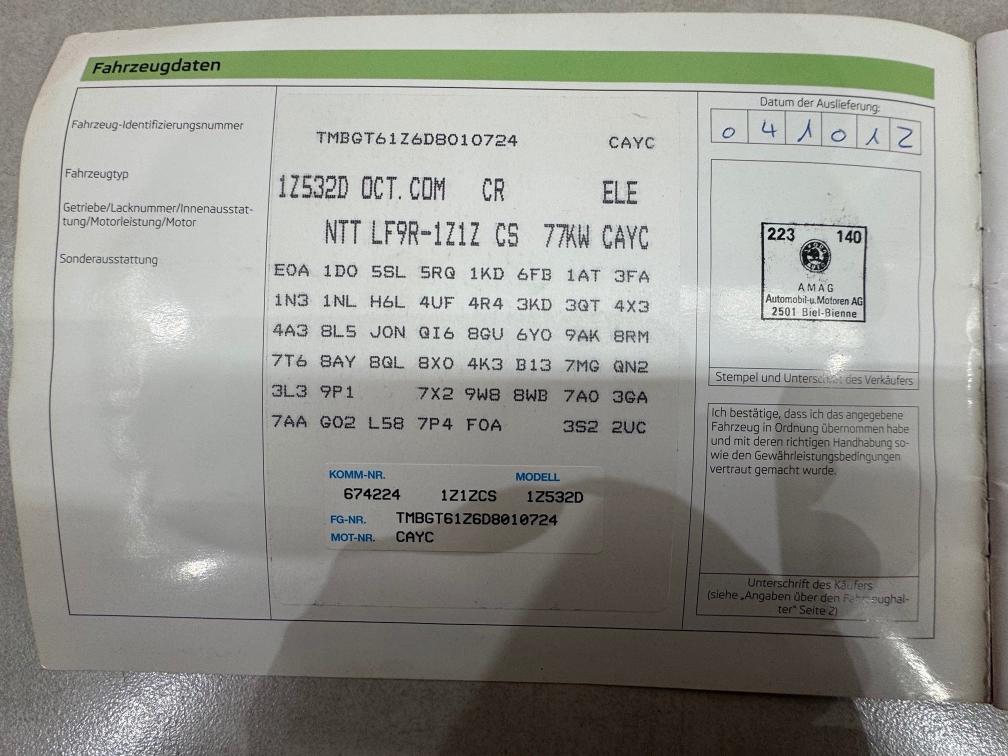 Fahrzeugdaten
Fahrzeug-Identifizierungsnummer
TMBGT61Z6D8010724 CAYC
Fahrzeugtyp
1Z532D OCT.COM CR ELE
Getriebe/Lacknummer/Innenausstat-
tung/Motorleistung/Motor
NTT LF9R-1Z1Z CS 77KW CAYC
Sonderausstattung
E0A 1D0 5SL 5RQ 1KD 6FB 1AT 3FA
1N3 1NL H6L 4UF 4R4 3KD 3QT 4X3
4A3 8L5 J0N QI6 8GU 6Y0 9AK 8RM
7T6 8AY 8QL 8X0 4K3 B13 7MG QN2
3L3 9P1 7X2 9W8 8WB 7A0 3GA
7AA G02 L58 7P4 F0A 3S2 2UC
KOMM-NR. MODELL
674224 1Z1ZCS 1Z532D
FG-NR. TMBGT61Z6D8010724
MOT-NR. CAYC
Datum der Auslieferung:
0 4 1 0 1 2
223 140
AMAG
Automobil-u.Motoren AG
2501 Biel-Bienne
Stempel und Unterschrift des Verkäufers
Ich bestätige, dass ich das angegebene
Fahrzeug in Ordnung übernommen habe
und mit deren richtigen Handhabung so-
wie den Gewährleistungsbedingungen
vertraut gemacht wurde.
Unterschrift des Käufers
(siehe „Angaben über den Fahrzeughal-
ter" Seite 2)